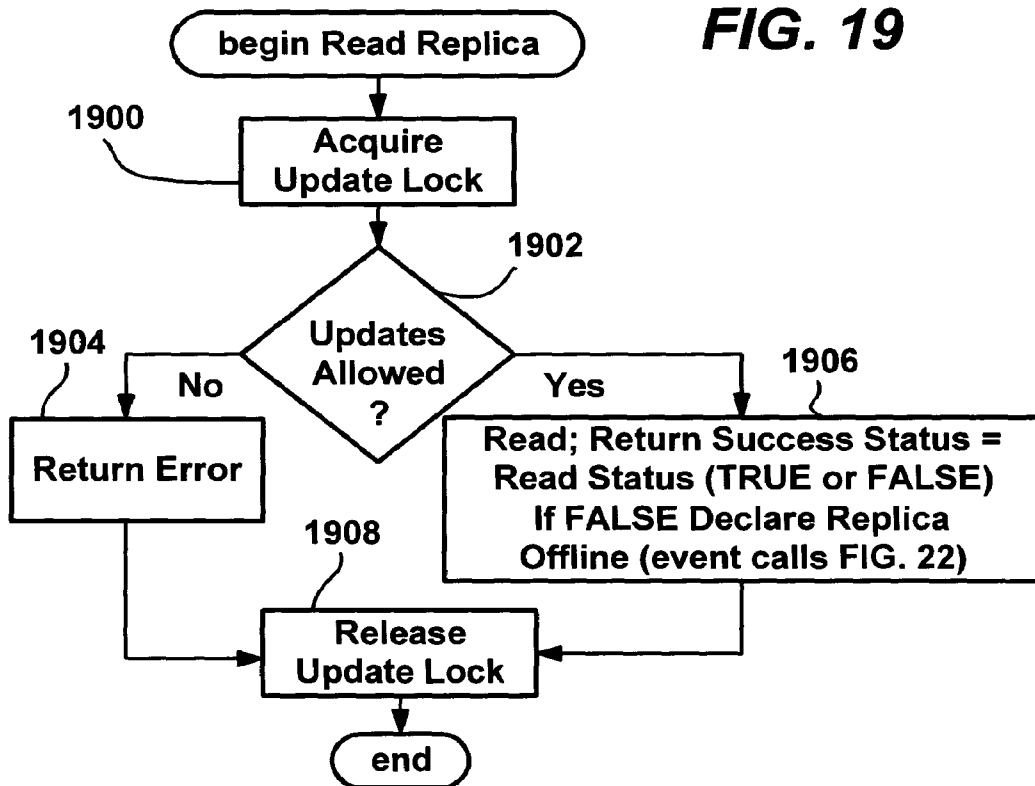 FIG. 19
begin Read Replica
1900
Acquire
Update Lock
1902
Updates
Allowed
?
1904
No
Yes
1906
Return Error
Read; Return Success Status =
Read Status (TRUE or FALSE)
If FALSE Declare Replica
Offline (event calls FIG. 22)
1908
Release
Update Lock
end